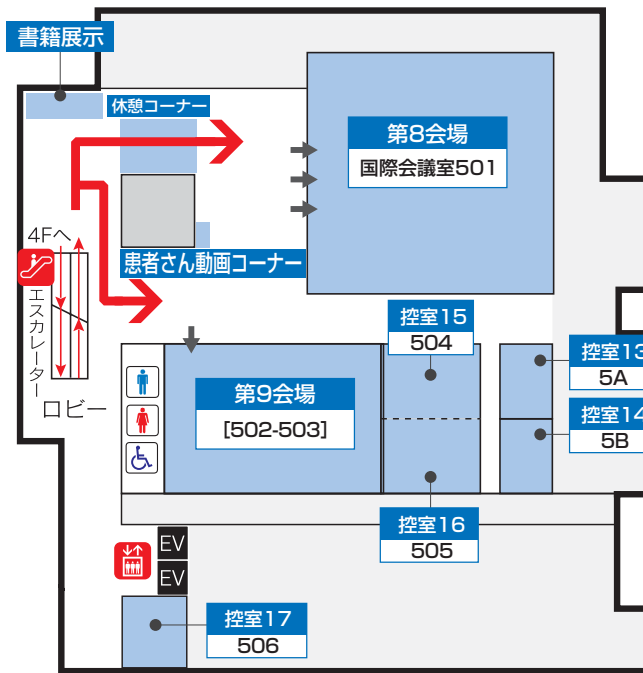 書籍展示
休憩コーナー
第8会場
国際会議室501
4Fへ
患者さん動画コーナー
エスカレーター
ロビー
控室15
504
控室13
5A
第9会場
[502-503]
控室14
5B
控室16
505
EV
EV
控室17
506